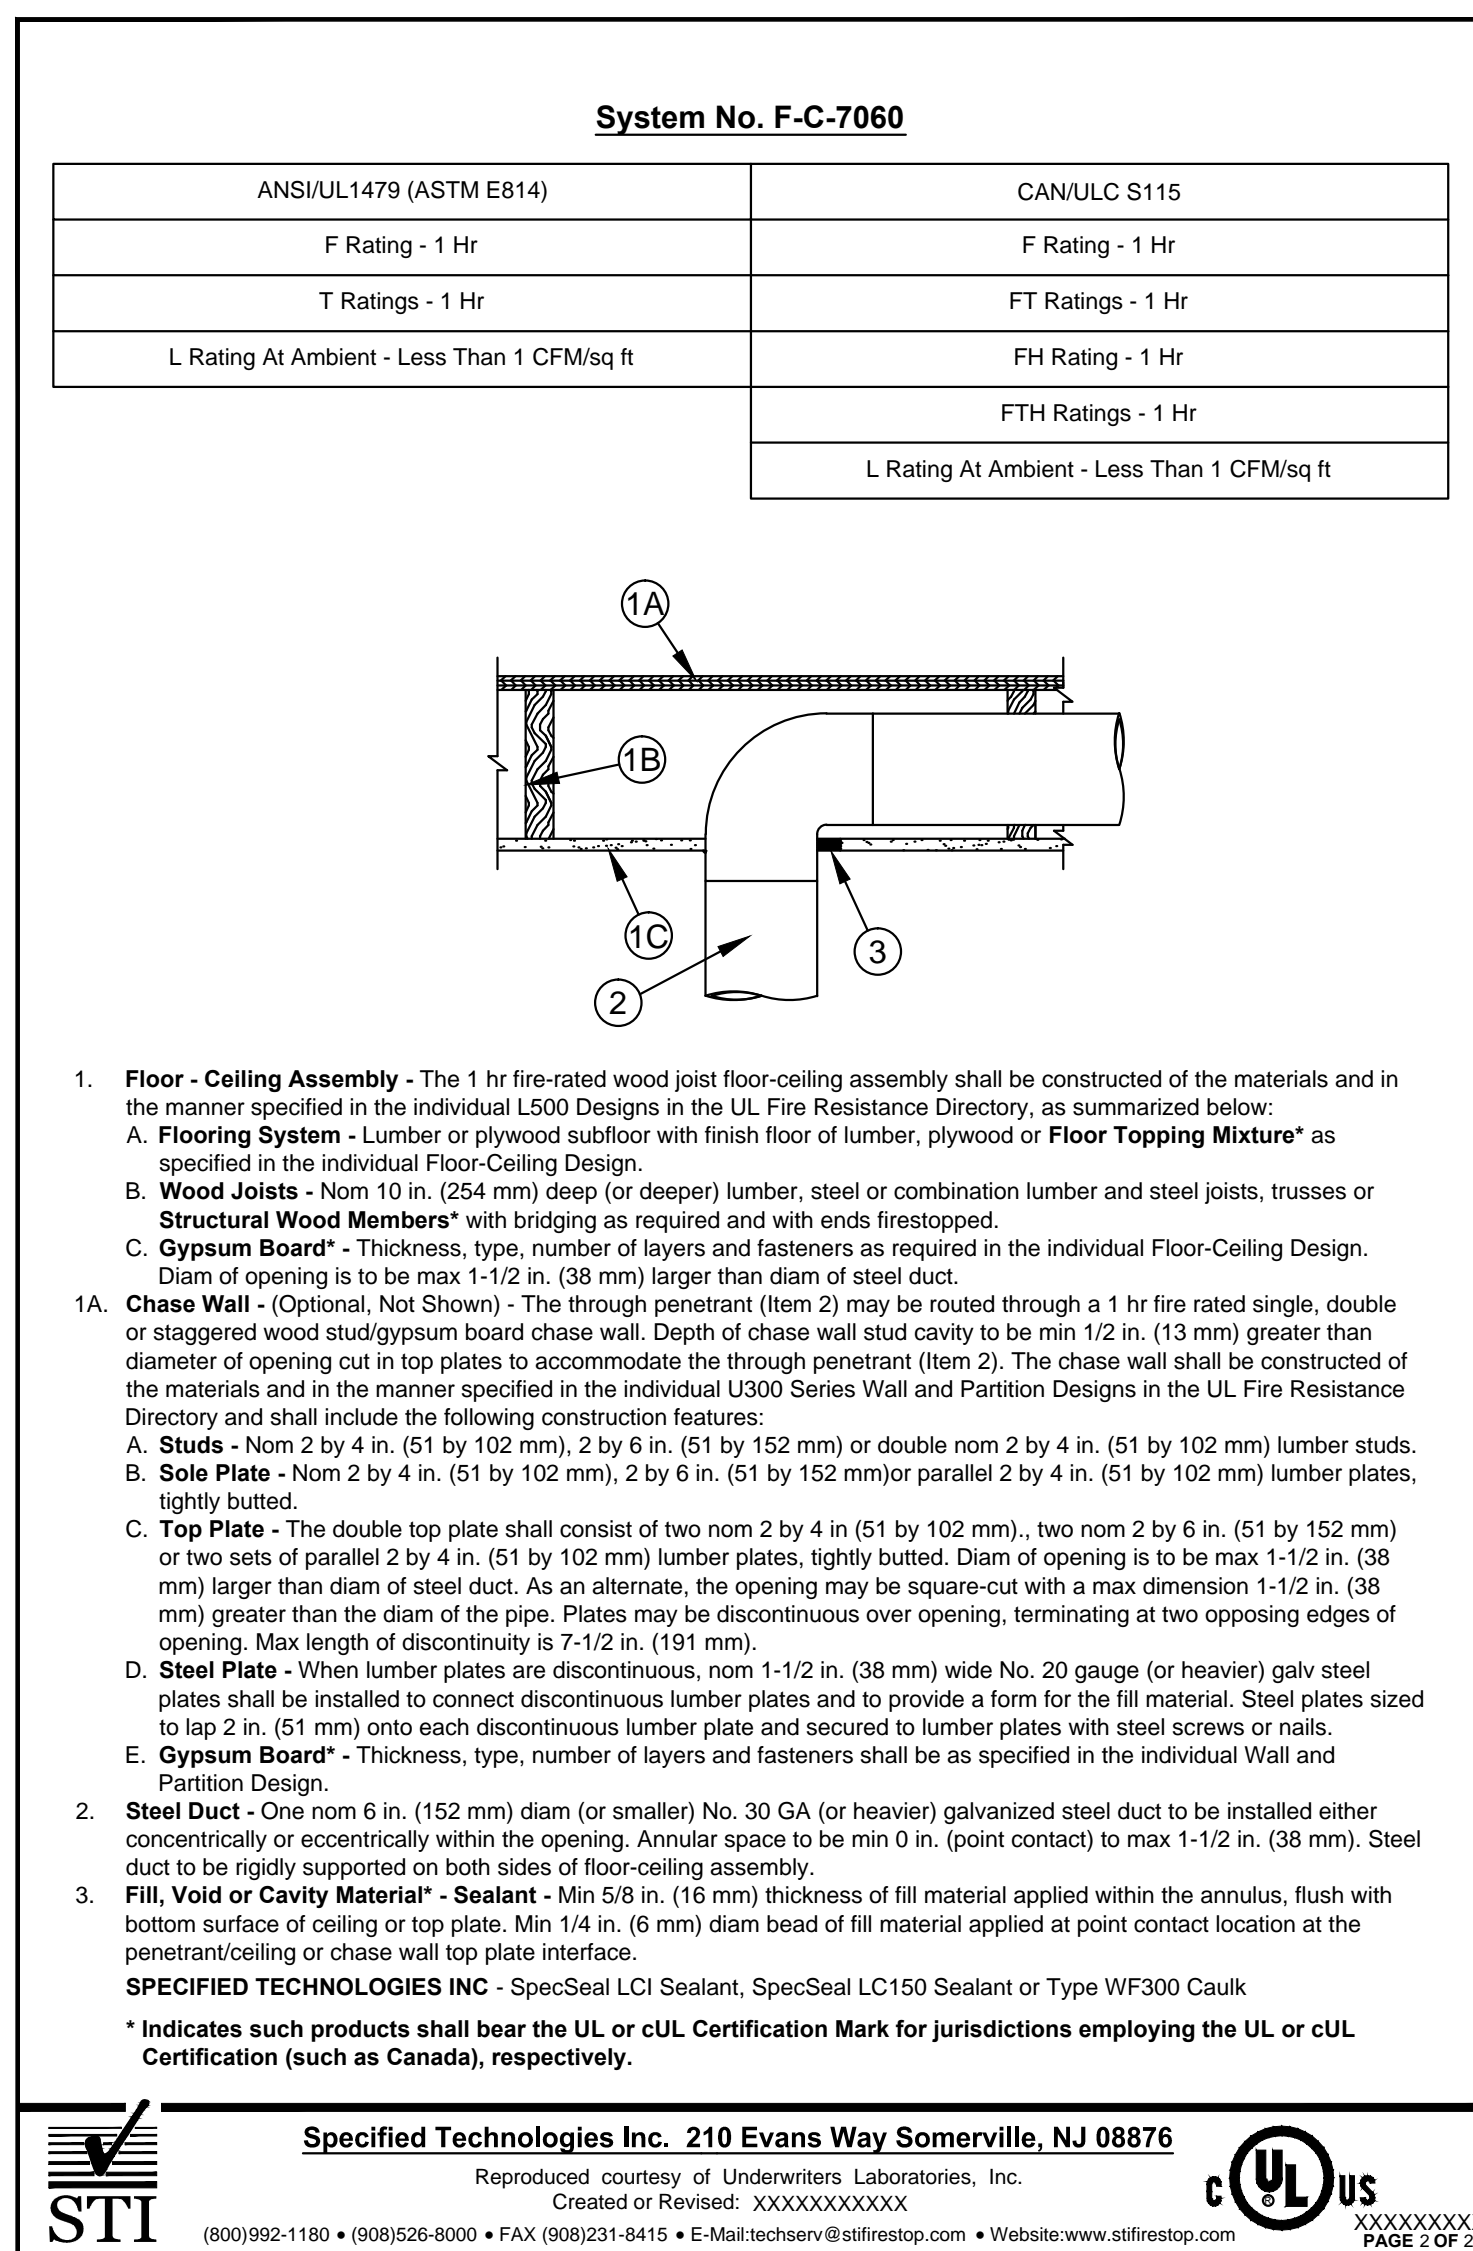 System No. F-C-7060
ANSI/UL1479 (ASTM E814)
CAN/ULC S115
F Rating - 1 Hr
F Rating - 1 Hr
T Ratings - 1 Hr
FT Ratings - 1 Hr
L Rating At Ambient - Less Than 1 CFM/sq ft
FH Rating - 1 Hr
FTH Ratings - 1 Hr
L Rating At Ambient - Less Than 1 CFM/sq ft
1A
1B
1C
2
3
1. Floor - Ceiling Assembly - The 1 hr fire-rated wood joist floor-ceiling assembly shall be constructed of the materials and in
the manner specified in the individual L500 Designs in the UL Fire Resistance Directory, as summarized below:
A. Flooring System - Lumber or plywood subfloor with finish floor of lumber, plywood or Floor Topping Mixture* as
specified in the individual Floor-Ceiling Design.
B. Wood Joists - Nom 10 in. (254 mm) deep (or deeper) lumber, steel or combination lumber and steel joists, trusses or
Structural Wood Members* with bridging as required and with ends firestopped.
C. Gypsum Board* - Thickness, type, number of layers and fasteners as required in the individual Floor-Ceiling Design.
Diam of opening is to be max 1-1/2 in. (38 mm) larger than diam of steel duct.
1A. Chase Wall - (Optional, Not Shown) - The through penetrant (Item 2) may be routed through a 1 hr fire rated single, double
or staggered wood stud/gypsum board chase wall. Depth of chase wall stud cavity to be min 1/2 in. (13 mm) greater than
diameter of opening cut in top plates to accommodate the through penetrant (Item 2). The chase wall shall be constructed of
the materials and in the manner specified in the individual U300 Series Wall and Partition Designs in the UL Fire Resistance
Directory and shall include the following construction features:
A. Studs - Nom 2 by 4 in. (51 by 102 mm), 2 by 6 in. (51 by 152 mm) or double nom 2 by 4 in. (51 by 102 mm) lumber studs.
B. Sole Plate - Nom 2 by 4 in. (51 by 102 mm), 2 by 6 in. (51 by 152 mm)or parallel 2 by 4 in. (51 by 102 mm) lumber plates,
tightly butted.
C. Top Plate - The double top plate shall consist of two nom 2 by 4 in (51 by 102 mm)., two nom 2 by 6 in. (51 by 152 mm)
or two sets of parallel 2 by 4 in. (51 by 102 mm) lumber plates, tightly butted. Diam of opening is to be max 1-1/2 in. (38
mm) larger than diam of steel duct. As an alternate, the opening may be square-cut with a max dimension 1-1/2 in. (38
mm) greater than the diam of the pipe. Plates may be discontinuous over opening, terminating at two opposing edges of
opening. Max length of discontinuity is 7-1/2 in. (191 mm).
D. Steel Plate - When lumber plates are discontinuous, nom 1-1/2 in. (38 mm) wide No. 20 gauge (or heavier) galv steel
plates shall be installed to connect discontinuous lumber plates and to provide a form for the fill material. Steel plates sized
to lap 2 in. (51 mm) onto each discontinuous lumber plate and secured to lumber plates with steel screws or nails.
E. Gypsum Board* - Thickness, type, number of layers and fasteners shall be as specified in the individual Wall and
Partition Design.
2. Steel Duct - One nom 6 in. (152 mm) diam (or smaller) No. 30 GA (or heavier) galvanized steel duct to be installed either
concentrically or eccentrically within the opening. Annular space to be min 0 in. (point contact) to max 1-1/2 in. (38 mm). Steel
duct to be rigidly supported on both sides of floor-ceiling assembly.
3. Fill, Void or Cavity Material* - Sealant - Min 5/8 in. (16 mm) thickness of fill material applied within the annulus, flush with
bottom surface of ceiling or top plate. Min 1/4 in. (6 mm) diam bead of fill material applied at point contact location at the
penetrant/ceiling or chase wall top plate interface.
SPECIFIED TECHNOLOGIES INC - SpecSeal LCI Sealant, SpecSeal LC150 Sealant or Type WF300 Caulk
* Indicates such products shall bear the UL or cUL Certification Mark for jurisdictions employing the UL or cUL
Certification (such as Canada), respectively.
STI
Specified Technologies Inc. 210 Evans Way Somerville, NJ 08876
Reproduced courtesy of Underwriters Laboratories, Inc.
Created or Revised: XXXXXXXXXXX
(800)992-1180 • (908)526-8000 • FAX (908)231-8415 • E-Mail:techserv@stifirestop.com • Website:www.stifirestop.com
C UL ® US
PAGE 2 OF 2